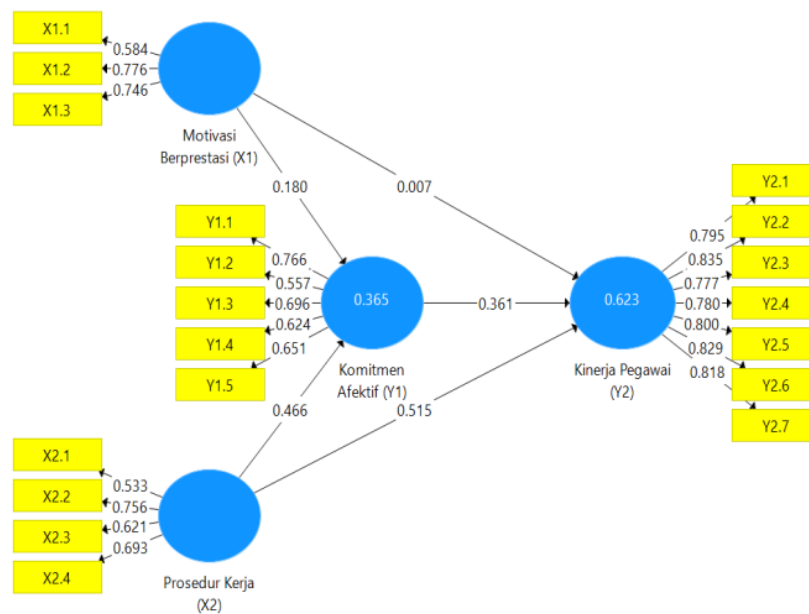 X1.1
X1.2
X1.3
0.584
0.776
0.746
Motivasi
Berprestasi (X1)
0.180
0.007
Y1.1
Y1.2
Y1.3
Y1.4
Y1.5
0.766
0.557
0.696
0.624
0.651
0.365
Komitmen
Afektif (Y1)
0.361
0.466
0.515
0.623
Kinerja Pegawai
(Y2)
0.795
0.835
0.777
0.780
0.800
0.829
0.818
Y2.1
Y2.2
Y2.3
Y2.4
Y2.5
Y2.6
Y2.7
X2.1
X2.2
X2.3
X2.4
0.533
0.756
0.621
0.693
Prosedur Kerja
(X2)